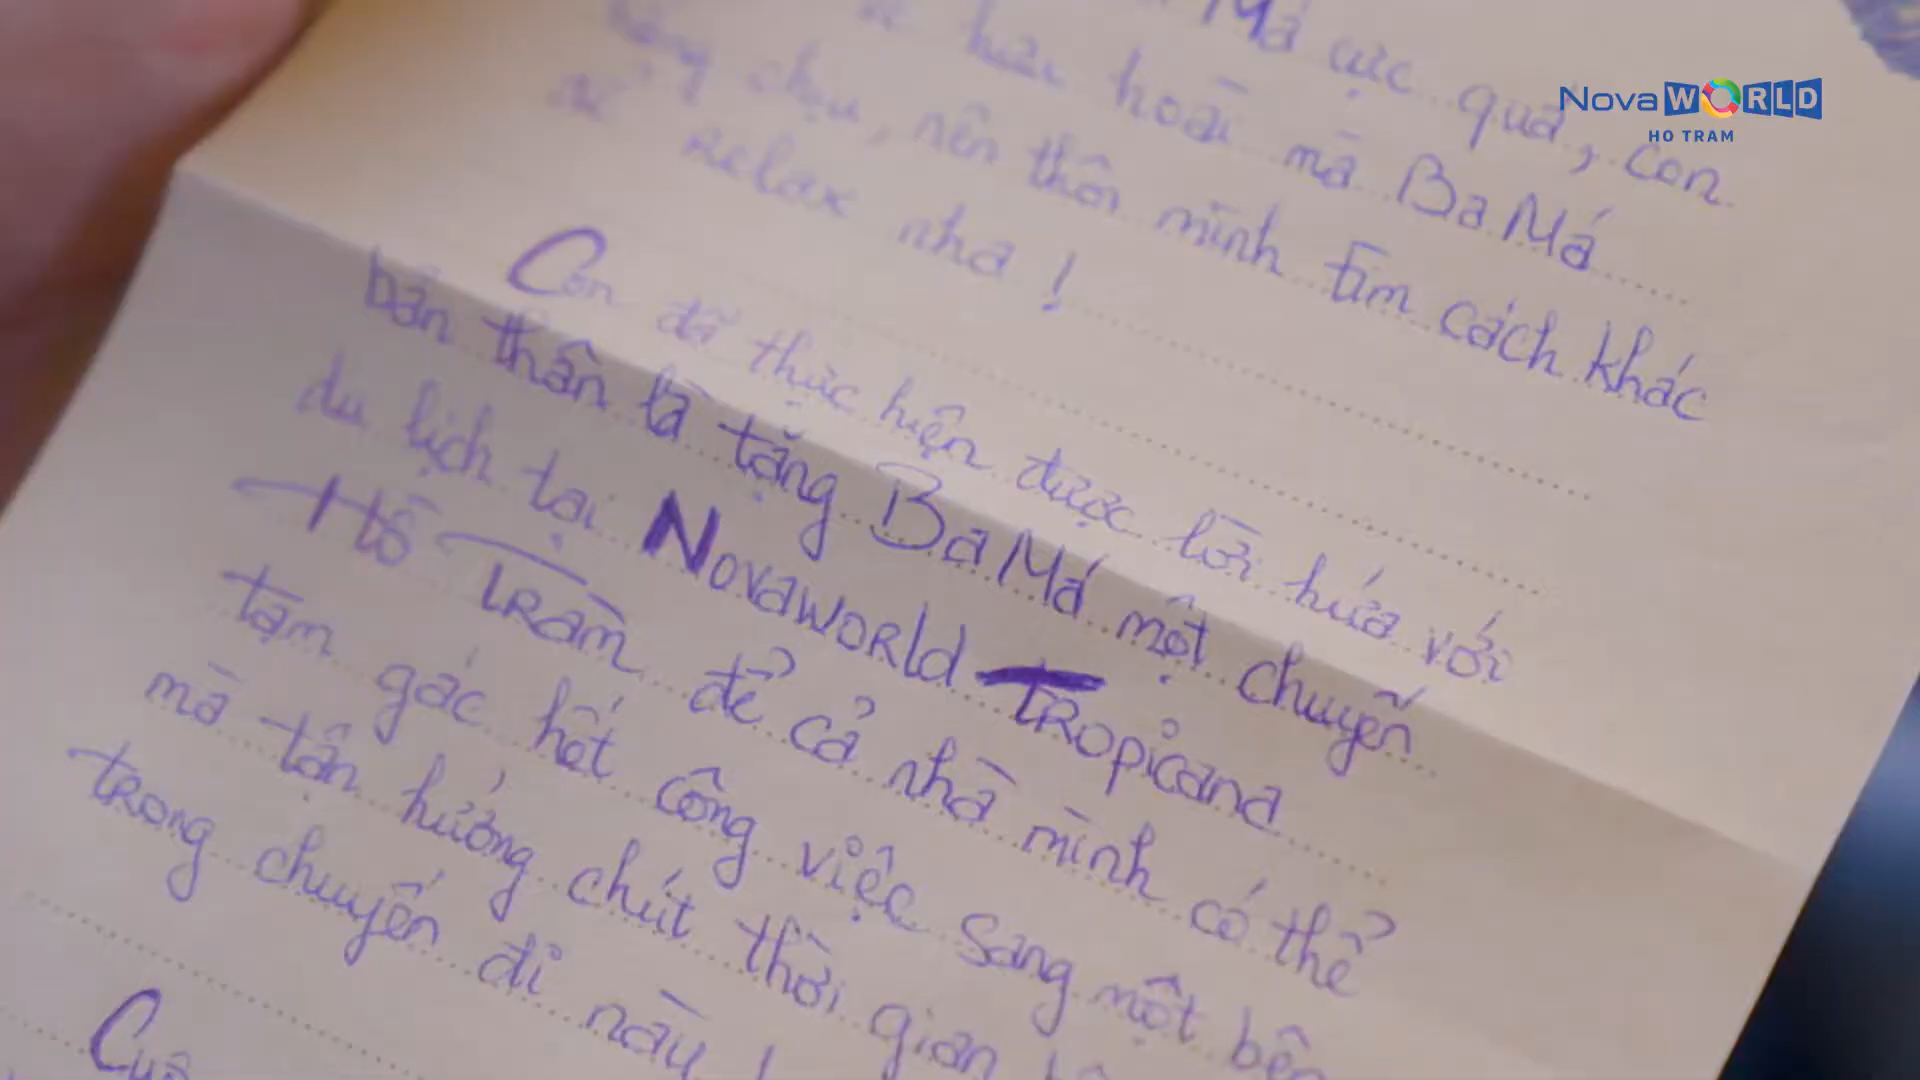 NovaWORLD
HO TRAM
Má cực quá, con
hoài mà Ba Má
chịu, nên thôi mình tìm cách khác
để relax nha!
Con đã thực hiện được lời hứa với
bản thân là tặng Ba Má một chuyến
du lịch tại Novaworld Tropicana
Hồ Tràm để cả nhà mình có thể
tạm gác hết công việc sang một bên
mà tận hưởng chút thời gian
trong chuyến đi này!